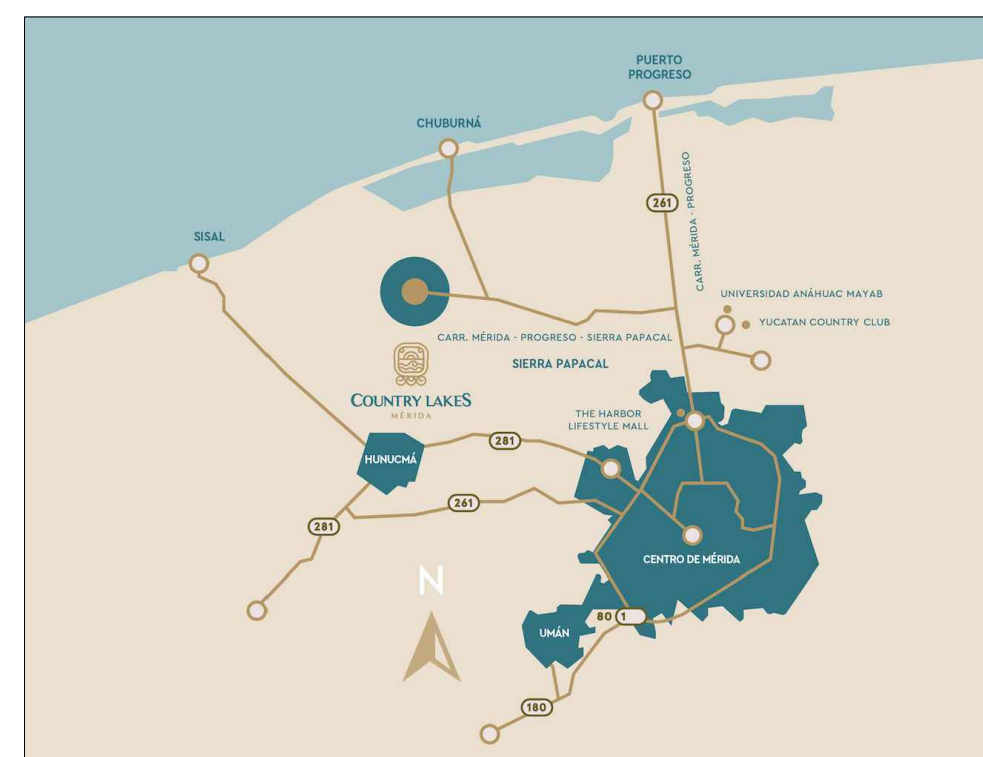 PUERTO
PROGRESO
CHUBURNÁ
CARR. MÉRIDA - PROGRESO
261
SISAL
UNIVERSIDAD ANÁHUAC MAYAB
YUCATAN COUNTRY CLUB
CARR. MÉRIDA - PROGRESO - SIERRA PAPACAL
SIERRA PAPACAL
COUNTRY LAKES
MÉRIDA
THE HARBOR
LIFESTYLE MALL
281
HUNUCMÁ
261
281
CENTRO DE MÉRIDA
N
80 1
UMÁN
180